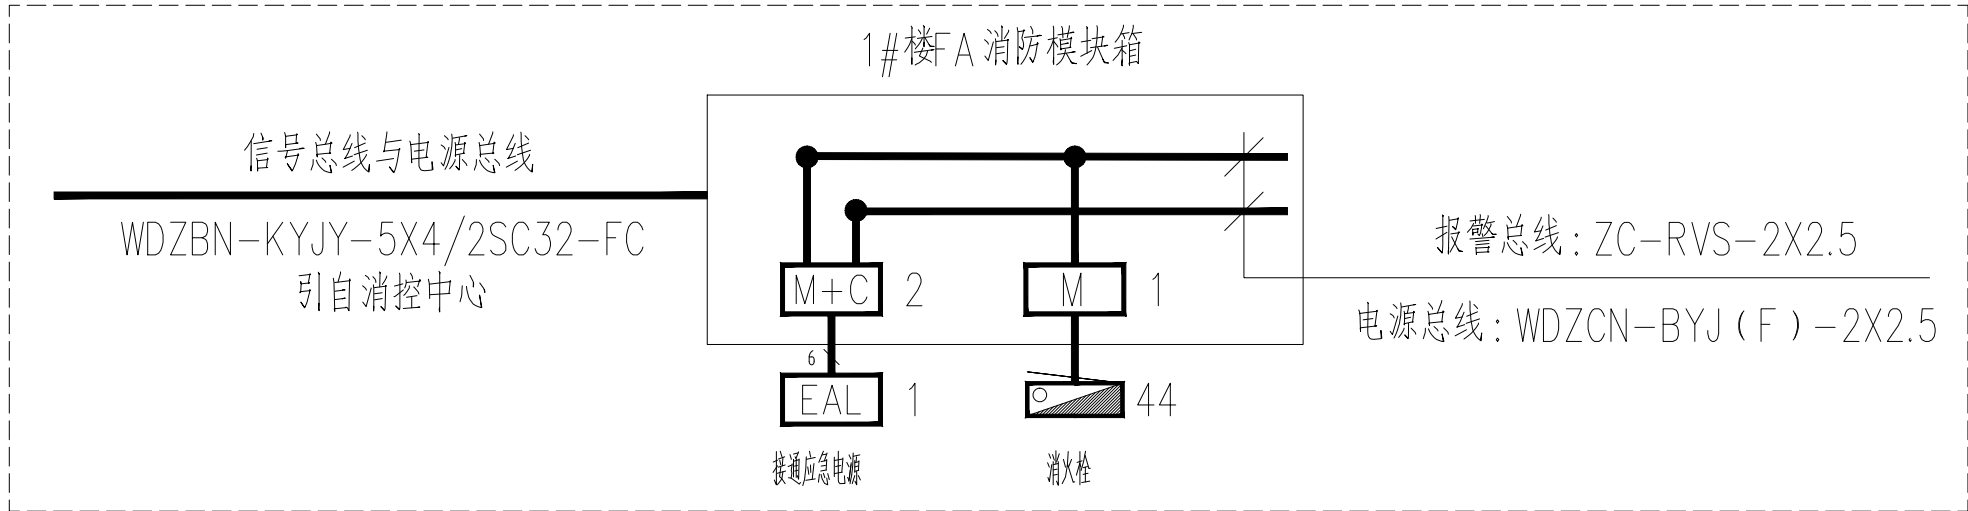 1#楼FA消防模块箱
信号总线与电源总线
WDZBN-KYJY-5X4/2SC32-FC
引自消控中心
M+C 2
M 1
报警总线: ZC-RVS-2X2.5
电源总线: WDZCN-BYJ(F)-2X2.5
6
EAL 1
44
接通应急电源
消火栓